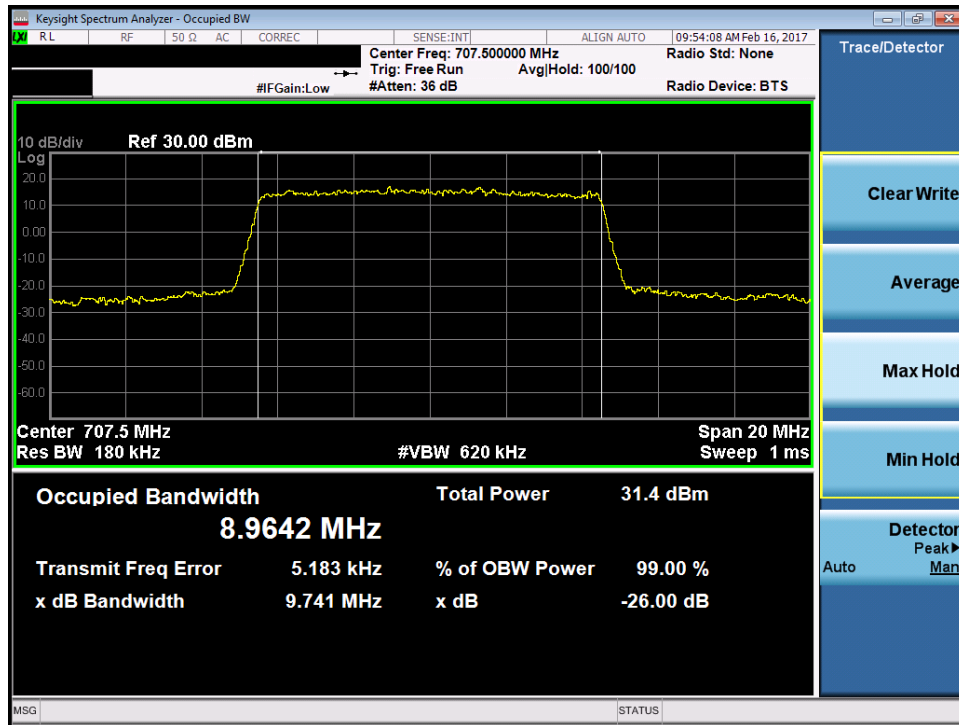 Keysight Spectrum Analyzer - Occupied BW
LXI RL RF 50 Ω AC CORREC SENSE:INT ALIGN AUTO 09:54:08 AM Feb 16, 2017
Center Freq: 707.500000 MHz Radio Std: None
Trig: Free Run Avg|Hold: 100/100
#IFGain:Low #Atten: 36 dB Radio Device: BTS
10 dB/div Ref 30.00 dBm
Log
20.0
10.0
0.00
-10.0
-20.0
-30.0
-40.0
-50.0
-60.0
Center 707.5 MHz Span 20 MHz
Res BW 180 kHz #VBW 620 kHz Sweep 1 ms
Occupied Bandwidth Total Power 31.4 dBm
8.9642 MHz
Transmit Freq Error 5.183 kHz % of OBW Power 99.00 %
x dB Bandwidth 9.741 MHz x dB -26.00 dB
MSG STATUS
Trace/Detector
Clear Write
Average
Max Hold
Min Hold
Detector
Peak▶
Auto Man